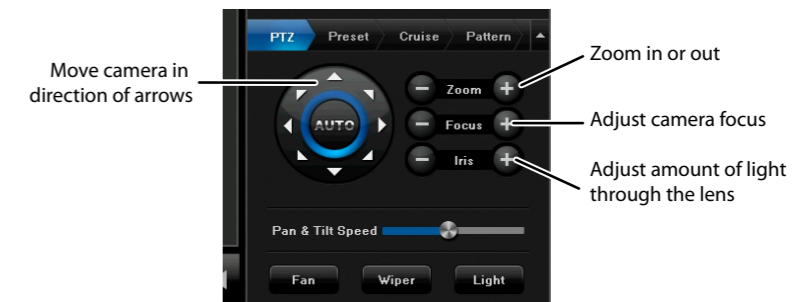 PTZ Preset Cruise Pattern
Zoom in or out
Move camera in
direction of arrows
Zoom
AUTO
Focus
Adjust camera focus
Iris
Adjust amount of light
through the lens
Pan & Tilt Speed
Fan Wiper Light